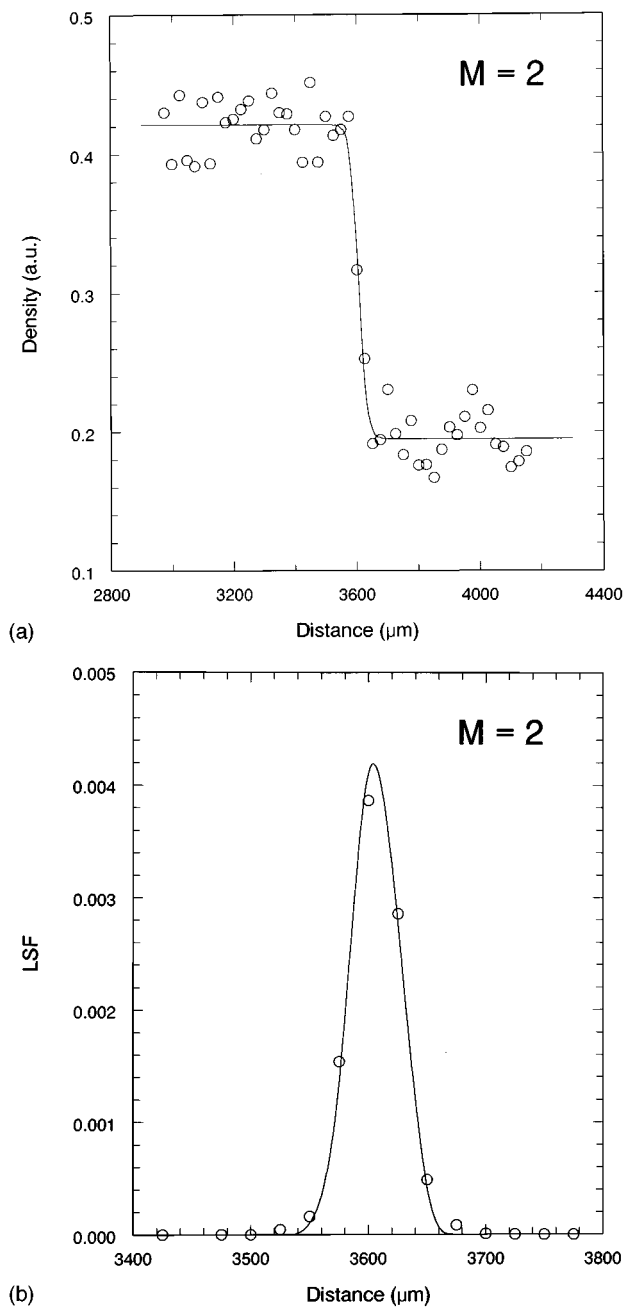 M = 2
0.5
0.4
0.3
0.2
0.1
Density (a.u.)
2800 3200 3600 4000 4400
Distance (µm)
(a)
M = 2
0.005
0.004
0.003
0.002
0.001
0.000
LSF
3400 3500 3600 3700 3800
Distance (µm)
(b)